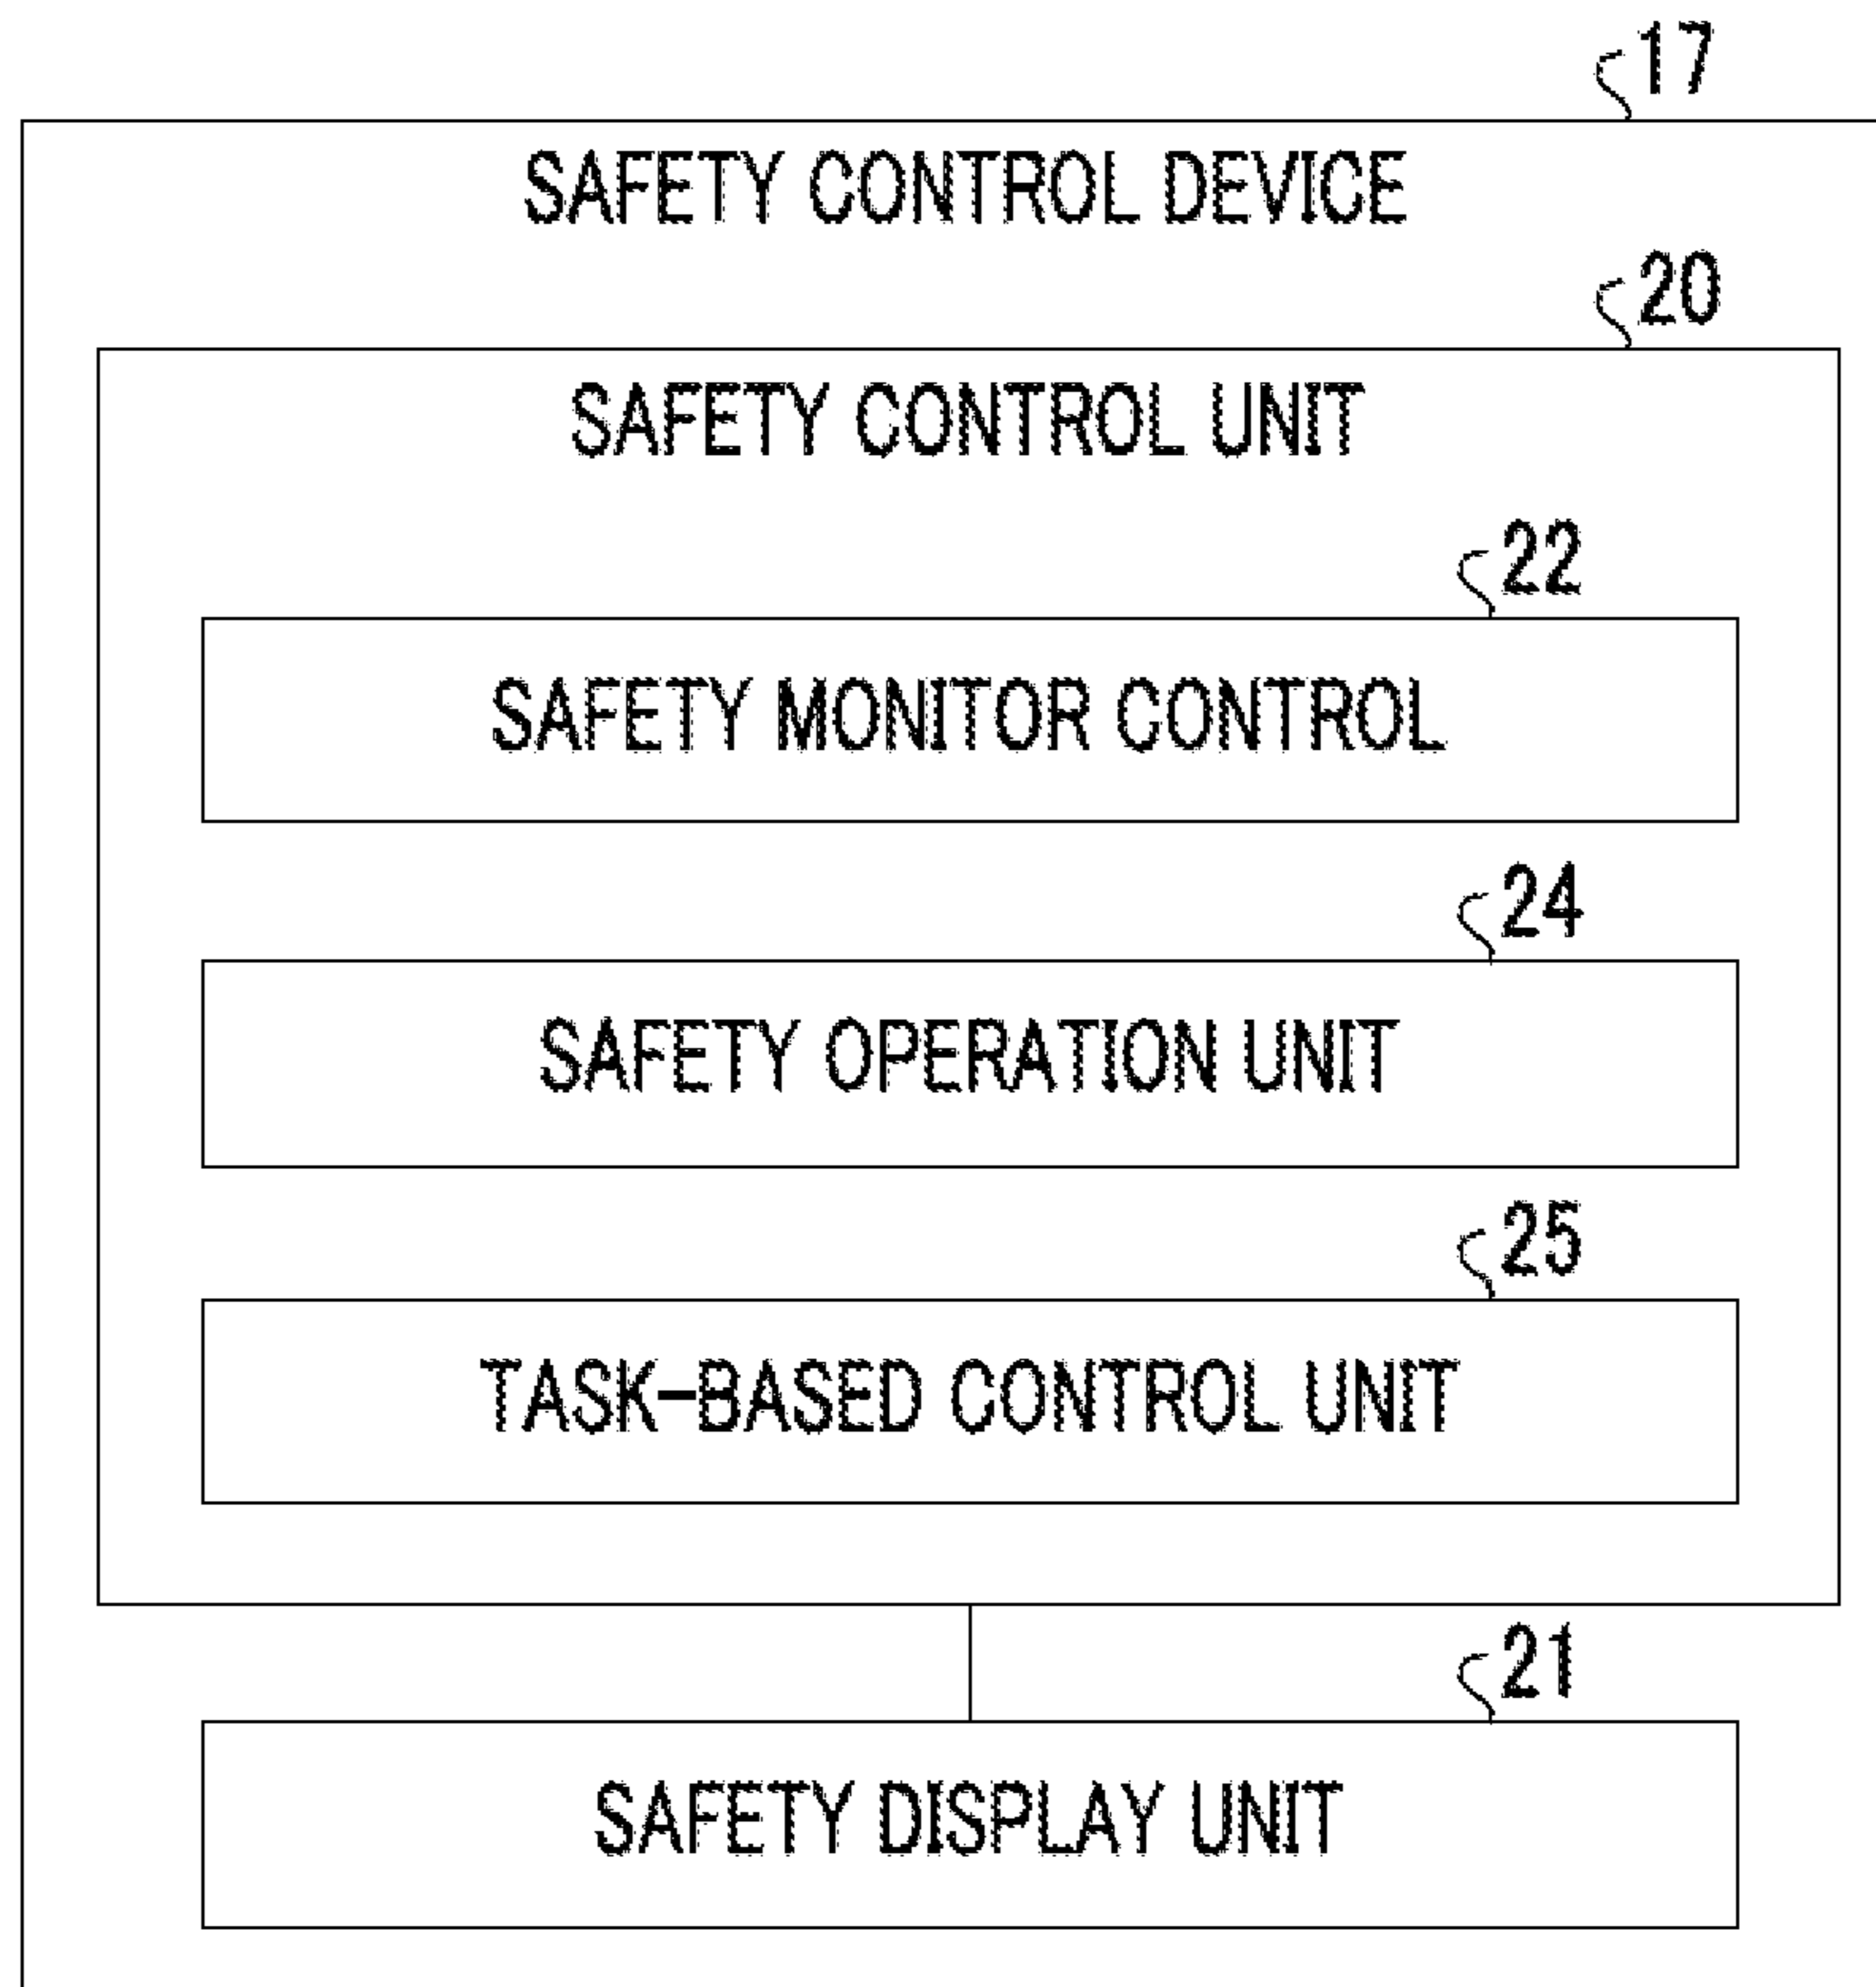 17
SAFETY CONTROL DEVICE
20
SAFETY CONTROL UNIT
22
SAFETY MONITOR CONTROL
24
SAFETY OPERATION UNIT
25
TASK-BASED CONTROL UNIT
21
SAFETY DISPLAY UNIT